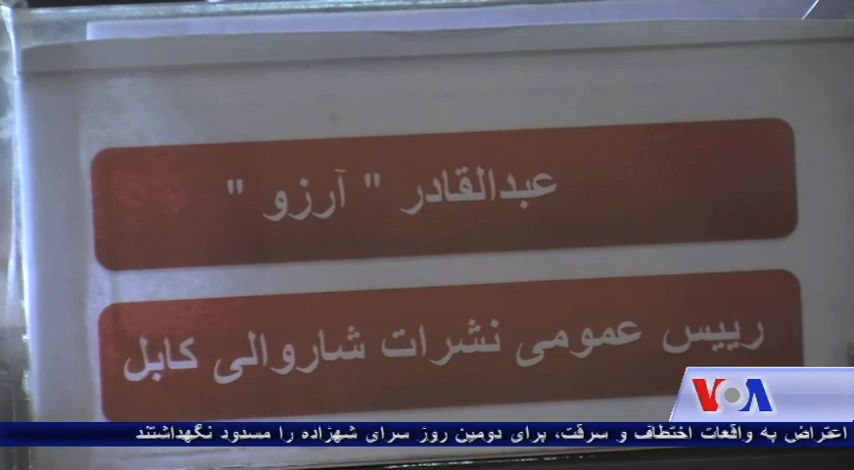 عبدالقادر " آرزو "
رییس عمومی نشرات شاروالی کابل
VOA
اعتراض به واقعات اختطاف و سرقت، برای دومین روز سرای شهزاده را مسدود نگهداشتند